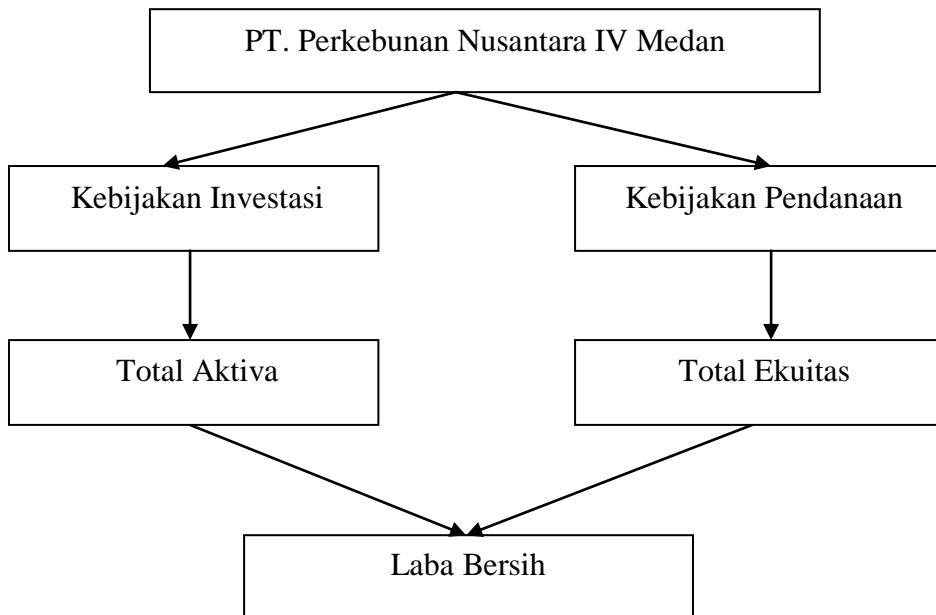 PT. Perkebunan Nusantara IV Medan
Kebijakan Investasi
Kebijakan Pendanaan
Total Aktiva
Total Ekuitas
Laba Bersih